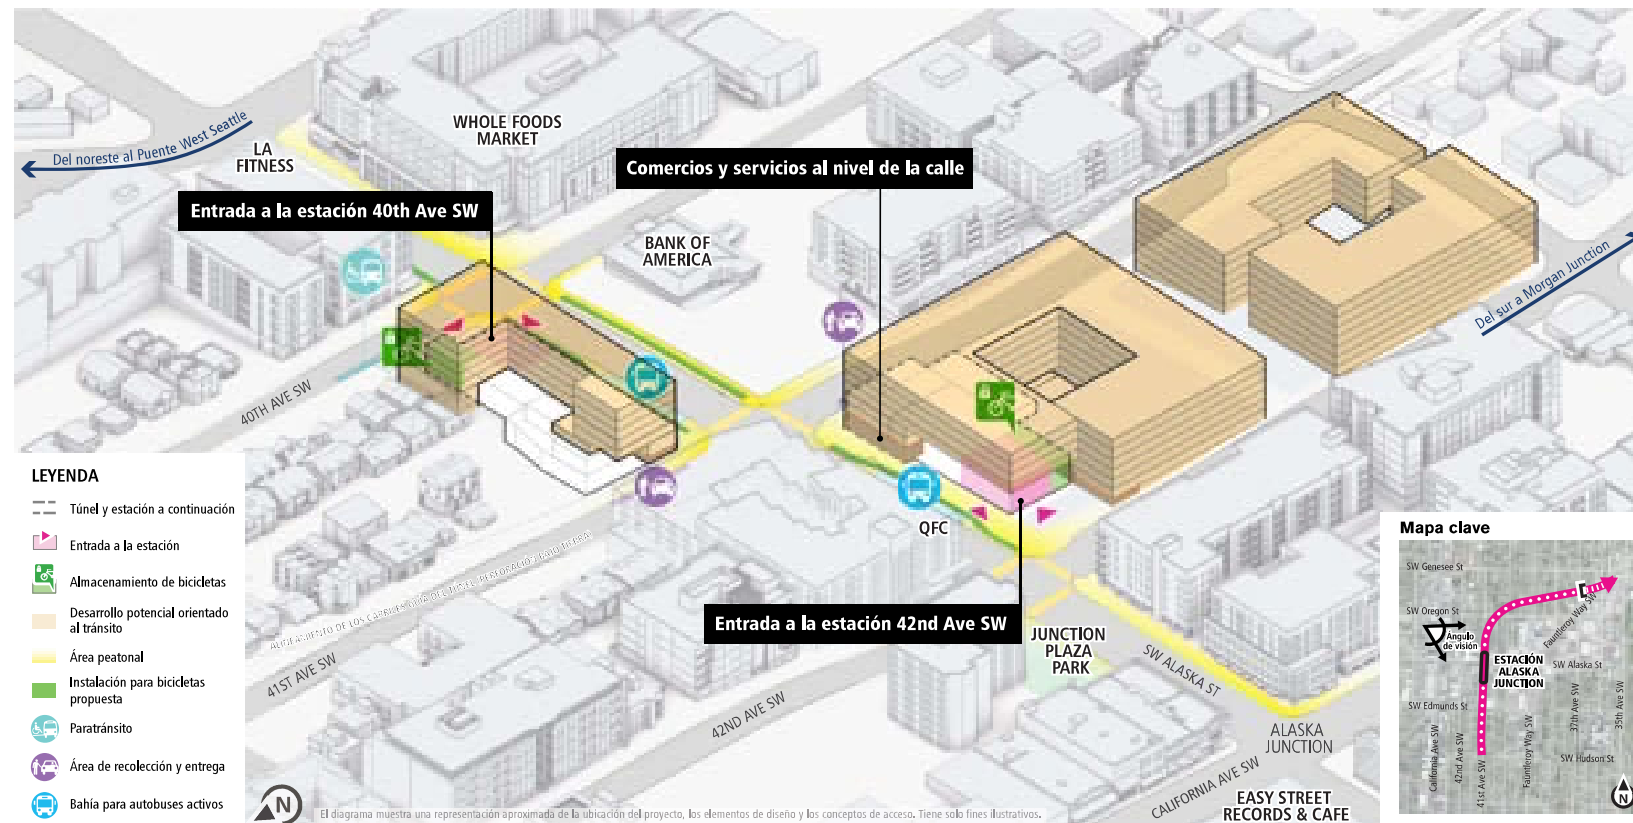 Del noreste al Puente West Seattle
LA
FITNESS
WHOLE FOODS
MARKET
Comercios y servicios al nivel de la calle
Entrada a la estación 40th Ave SW
BANK OF
AMERICA
Del sur a Morgan Junction
40TH AVE SW
QFC
Entrada a la estación 42nd Ave SW
JUNCTION
PLAZA
PARK
SW ALASKA ST
41ST AVE SW
42ND AVE SW
ALASKA
JUNCTION
CALIFORNIA AVE SW
EASY STREET
RECORDS & CAFE
LEYENDA
Túnel y estación a continuación
Entrada a la estación
Almacenamiento de bicicletas
Desarrollo potencial orientado
al tránsito
Área peatonal
Instalación para bicicletas
propuesta
Paratránsito
Área de recolección y entrega
Bahía para autobuses activos
N
El diagrama muestra una representación aproximada de la ubicación del proyecto, los elementos de diseño y los conceptos de acceso. Tiene solo fines ilustrativos.
Mapa clave
SW Genesee St
SW Oregon St
Ángulo
de visión
Fauntleroy Way SW
ESTACIÓN
ALASKA
JUNCTION
SW Alaska St
SW Edmunds St
California Ave SW
42nd Ave SW
41st Ave SW
Fauntleroy Way SW
37th Ave SW
35th Ave SW
SW Hudson St
N